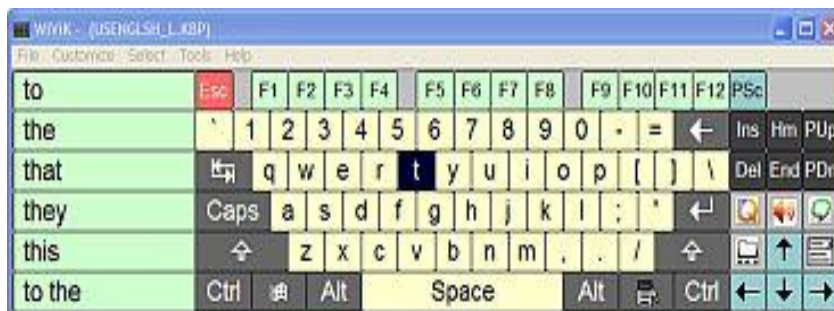 WiViK - (USENGLSH_L.KBP)
File Customize Select Tools Help
to Esc F1 F2 F3 F4 F5 F6 F7 F8 F9 F10 F11 F12 PSc
the ` 1 2 3 4 5 6 7 8 9 0 - = Ins Hm PUp
that q w e r t y u i o p [ ] \ Del End PDn
they Caps a s d f g h j k l ; '
this z x c v b n m , . /
to the Ctrl Alt Space Alt Ctrl